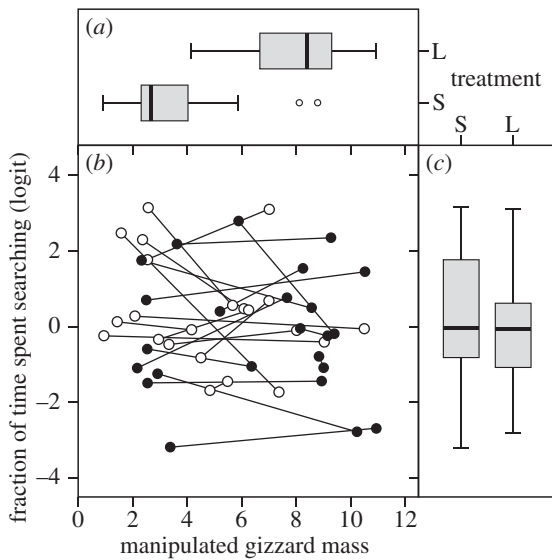 (a)
L
treatment
S
S L
(b)
(c)
fraction of time spent searching (logit)
4
2
0
−2
−4
0 2 4 6 8 10 12
manipulated gizzard mass